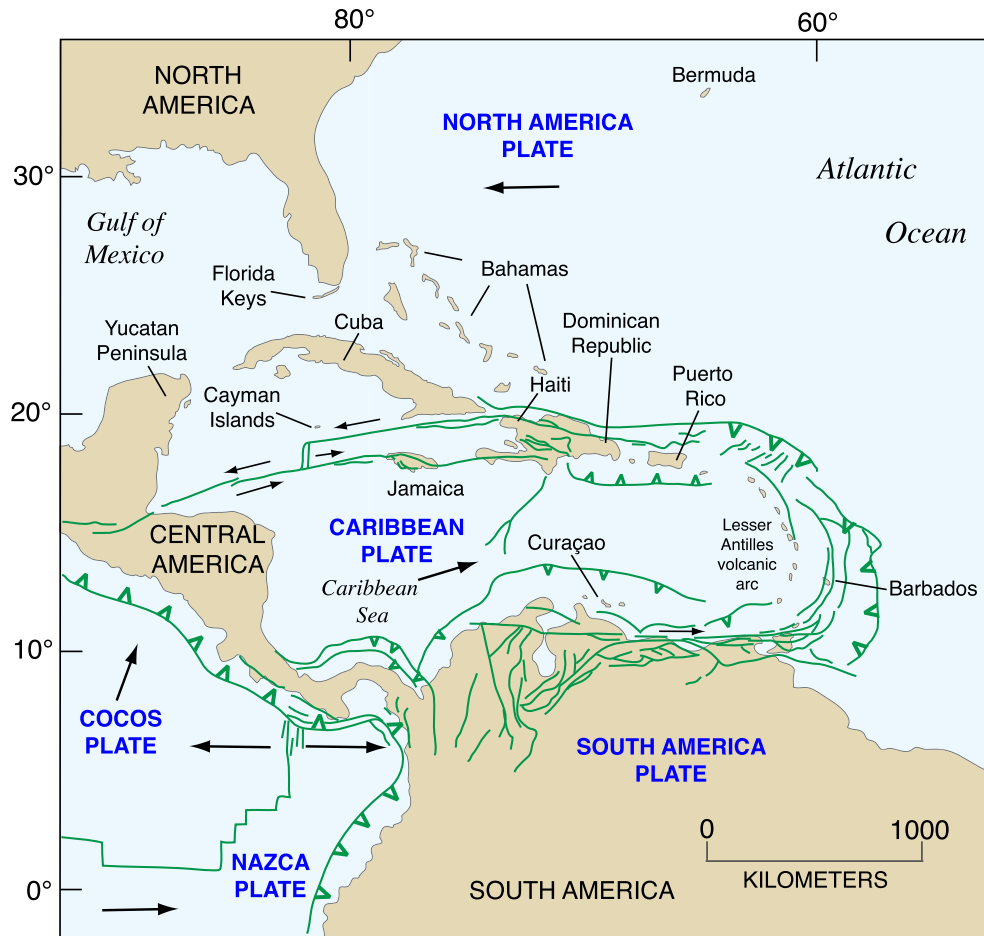 80°
60°
NORTH
AMERICA
Bermuda
NORTH AMERICA
PLATE
Atlantic
Ocean
30°
Gulf of
Mexico
Florida
Keys
Bahamas
Yucatan
Peninsula
Cuba
Dominican
Republic
Haiti
Puerto
Rico
20°
Cayman
Islands
Jamaica
CENTRAL
AMERICA
CARIBBEAN
PLATE
Caribbean
Sea
Curaçao
Lesser
Antilles
volcanic
arc
Barbados
10°
COCOS
PLATE
SOUTH AMERICA
PLATE
0
1000
KILOMETERS
NAZCA
PLATE
0°
SOUTH AMERICA